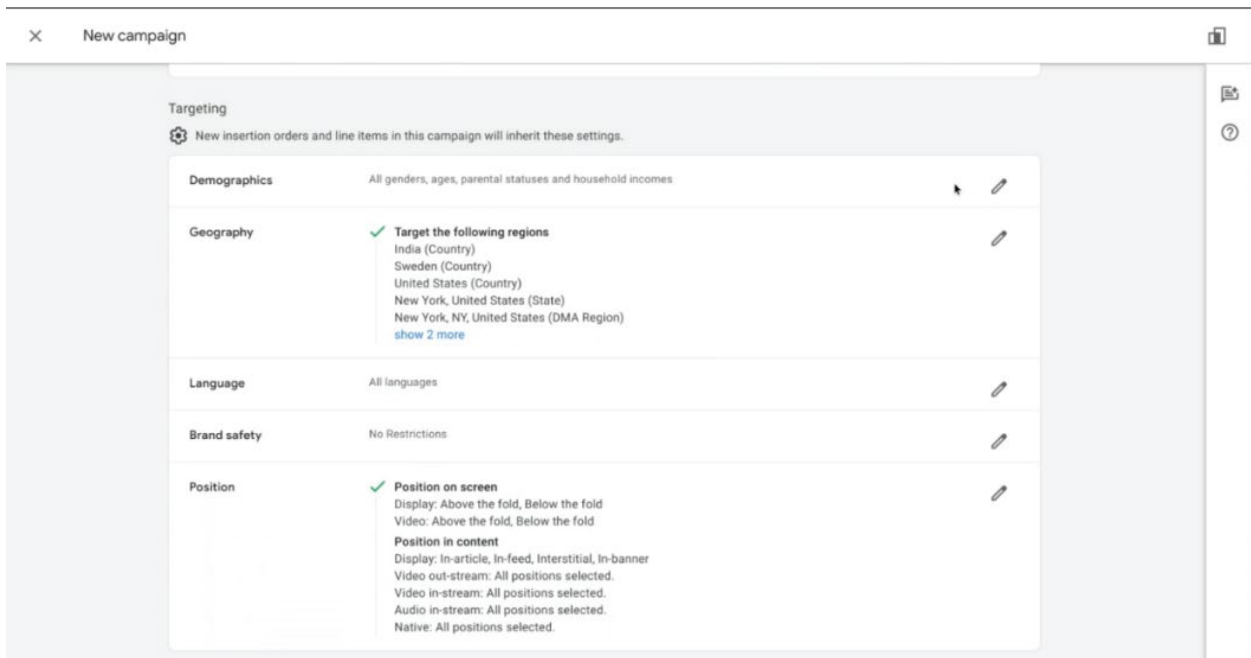 New campaign
Targeting
New insertion orders and line items in this campaign will inherit these settings.
Demographics
All genders, ages, parental statuses and household incomes
Geography
Target the following regions
India (Country)
Sweden (Country)
United States (Country)
New York, United States (State)
New York, NY, United States (DMA Region)
show 2 more
Language
All languages
Brand safety
No Restrictions
Position
Position on screen
Display: Above the fold, Below the fold
Video: Above the fold, Below the fold
Position in content
Display: In-article, In-feed, Interstitial, In-banner
Video out-stream: All positions selected.
Video in-stream: All positions selected.
Audio in-stream: All positions selected.
Native: All positions selected.